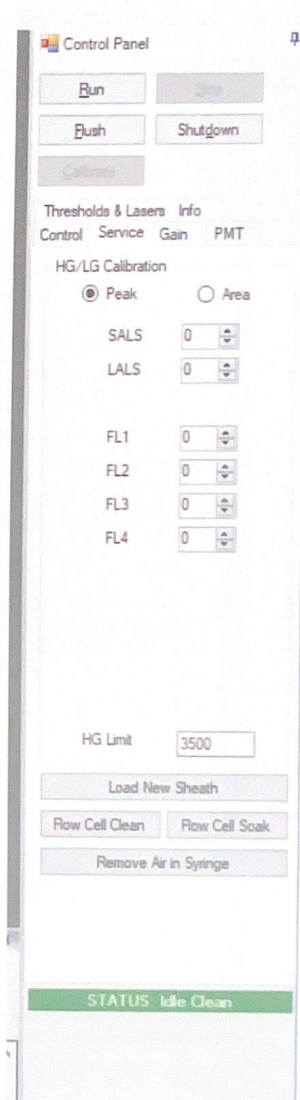 Control Panel
Run Stop
Flush Shutdown
Calibrate
Thresholds & Lasers Info
Control Service Gain PMT
HG/LG Calibration
Peak Area
SALS 0
LALS 0
FL1 0
FL2 0
FL3 0
FL4 0
HG Limit 3500
Load New Sheath
Flow Cell Clean Flow Cell Soak
Remove Air in Syringe
STATUS: Idle Clean